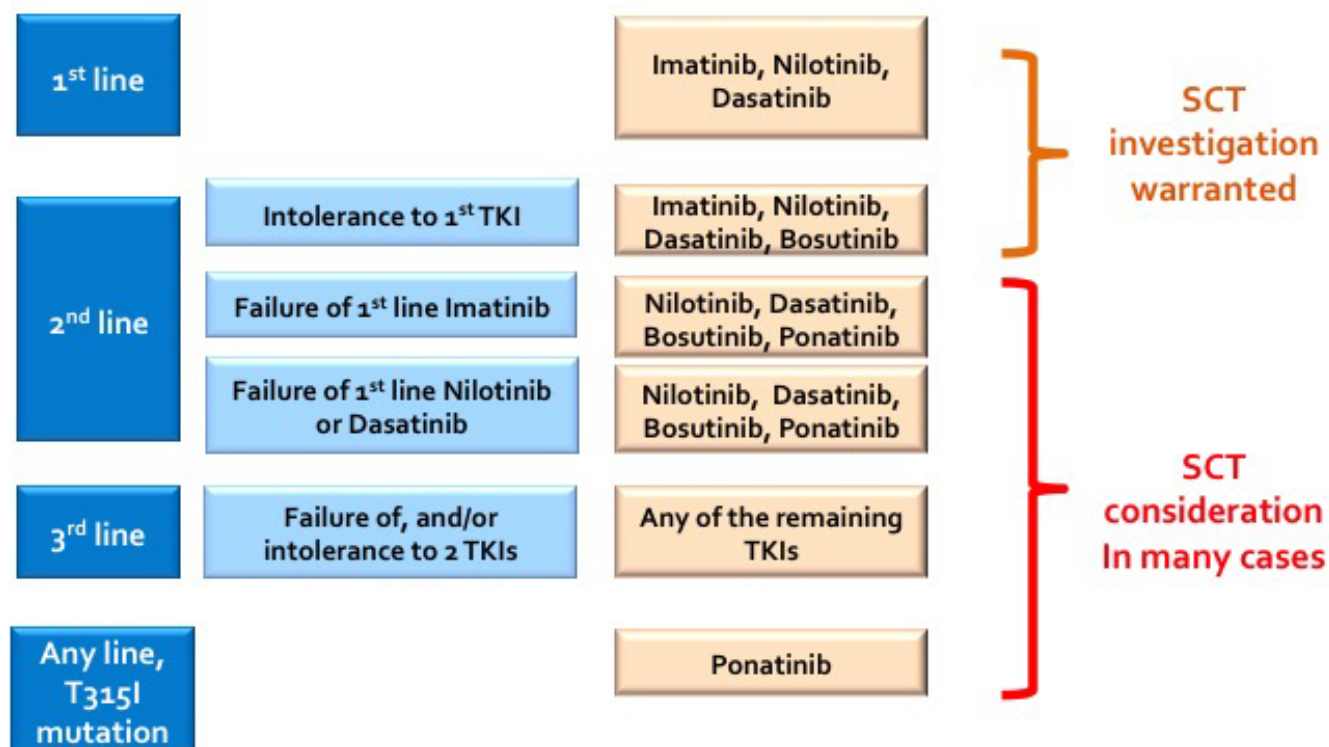 1st line
Imatinib, Nilotinib,
Dasatinib
SCT
investigation
warranted
2nd line
Intolerance to 1st TKI
Imatinib, Nilotinib,
Dasatinib, Bosutinib
Failure of 1st line Imatinib
Nilotinib, Dasatinib,
Bosutinib, Ponatinib
Failure of 1st line Nilotinib
or Dasatinib
Nilotinib, Dasatinib,
Bosutinib, Ponatinib
3rd line
Failure of, and/or
intolerance to 2 TKIs
Any of the remaining
TKIs
SCT
consideration
In many cases
Any line,
T315I
mutation
Ponatinib